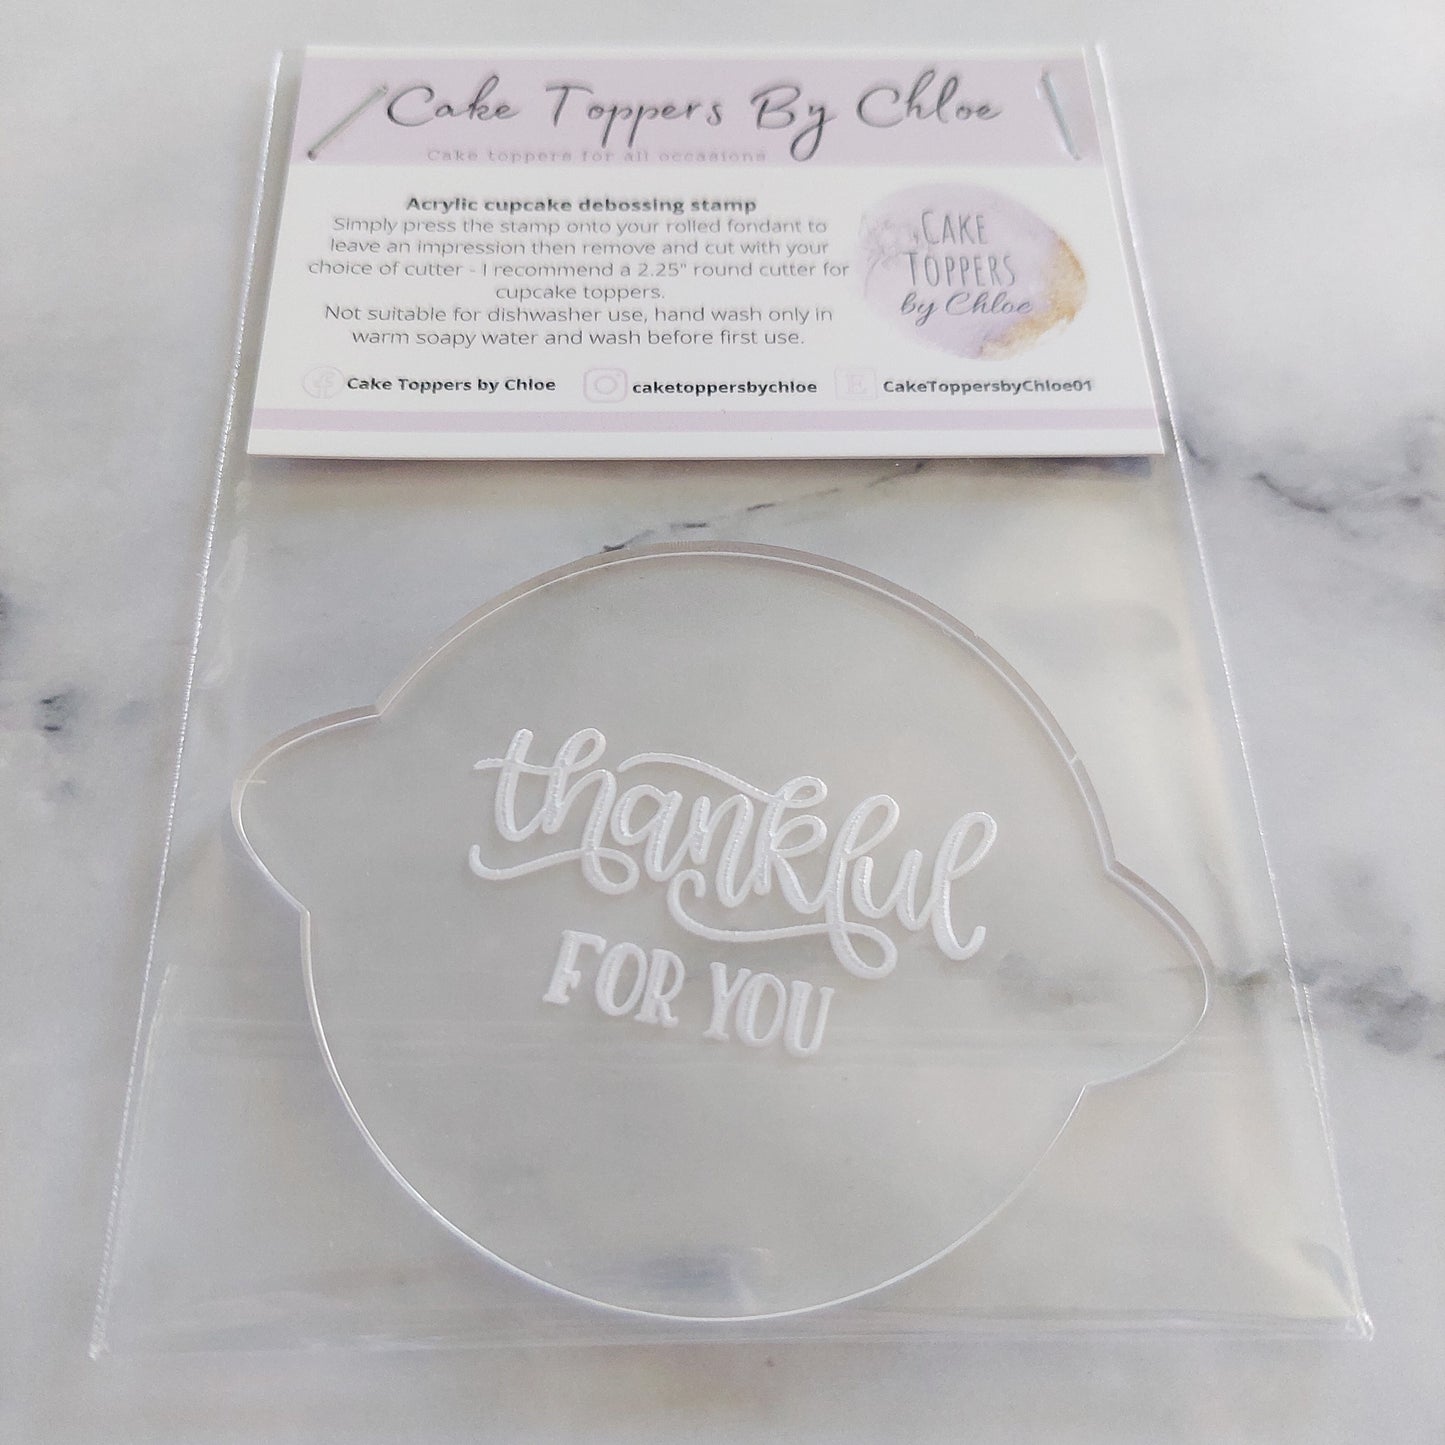 Cake Toppers By Chloe
Cake toppers for all occasions
Acrylic cupcake debossing stamp
Simply press the stamp onto your rolled fondant to
leave an impression then remove and cut with your
choice of cutter - I recommend a 2.25" round cutter for
cupcake toppers.
Not suitable for dishwasher use, hand wash only in
warm soapy water and wash before first use.
CAKE
TOPPERS
by Chloe
Cake Toppers by Chloe
caketoppersbychloe
E
CakeToppersbyChloe01
thankful
FOR YOU